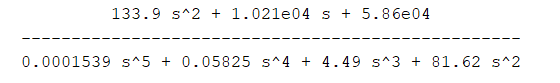 133.9 s^2 + 1.021e04 s + 5.86e04
--------------------------------------------------
0.0001539 s^5 + 0.05825 s^4 + 4.49 s^3 + 81.62 s^2